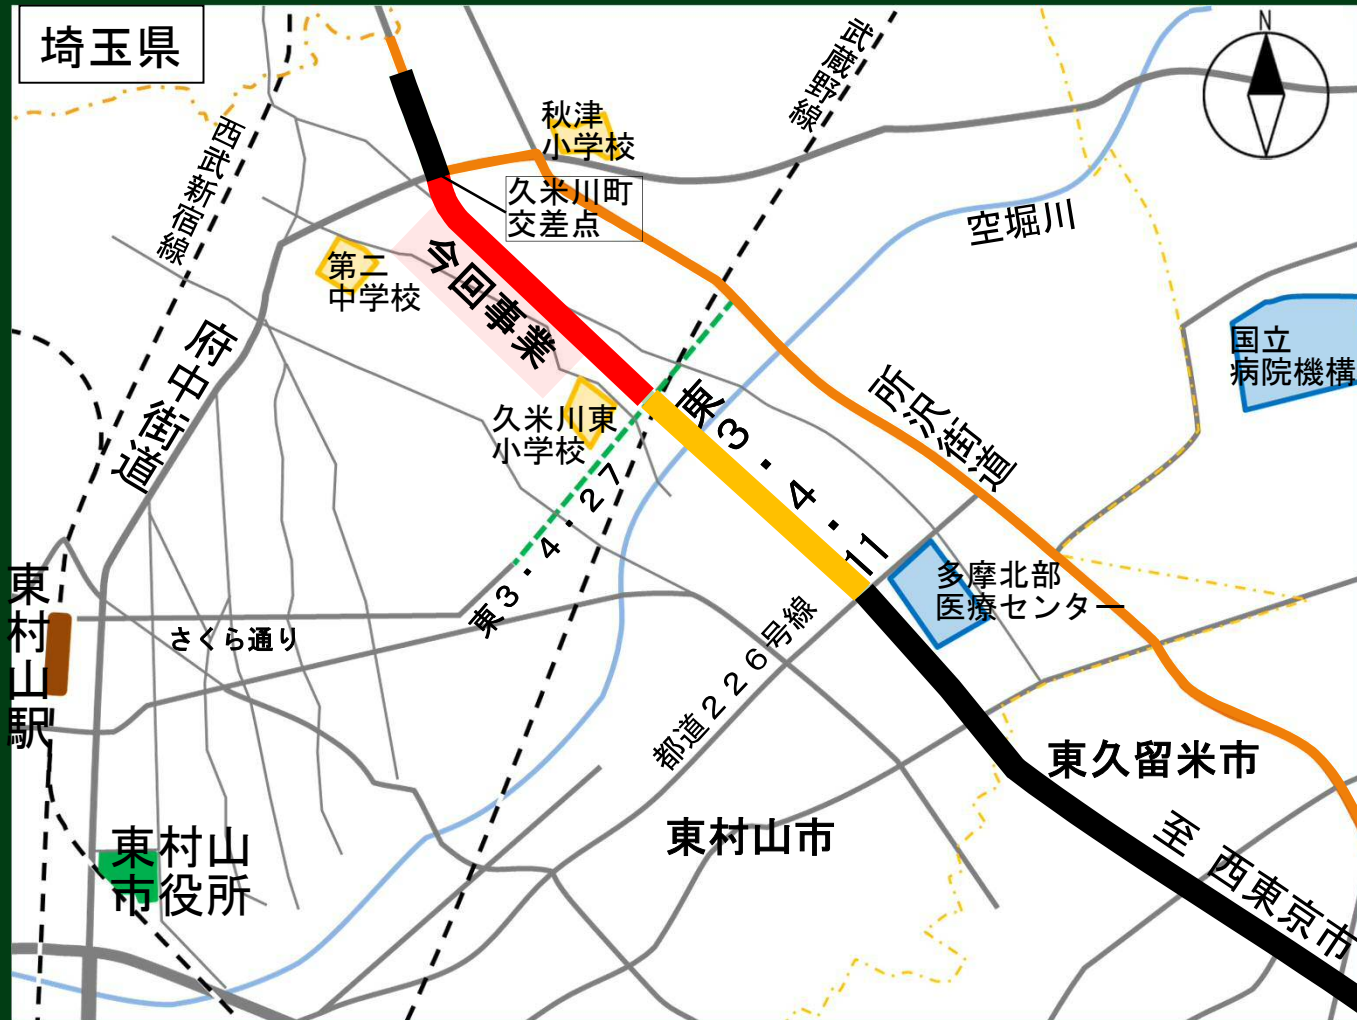 埼玉県
N
西武新宿線
武蔵野線
秋津
小学校
久米川町
交差点
空堀川
第二
中学校
今回事業
府中街道
国立
病院機構
久米川東
小学校
所沢街道
東3・4・11
東3・4・27
多摩北部
医療センター
東村山駅
さくら通り
都道226号線
東久留米市
東村山市
至 西東京市
東村山
市役所